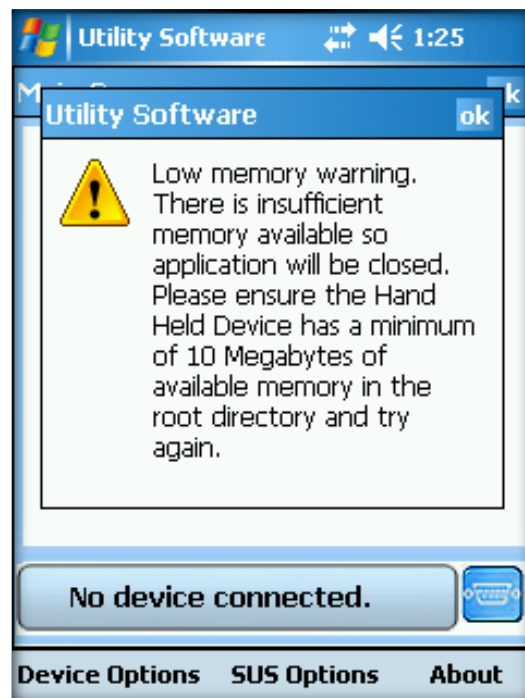 Utility Software 1:25
ok
Utility Software ok
Low memory warning.
There is insufficient
memory available so
application will be closed.
Please ensure the Hand
Held Device has a minimum
of 10 Megabytes of
available memory in the
root directory and try
again.
No device connected.
Device Options SUS Options About